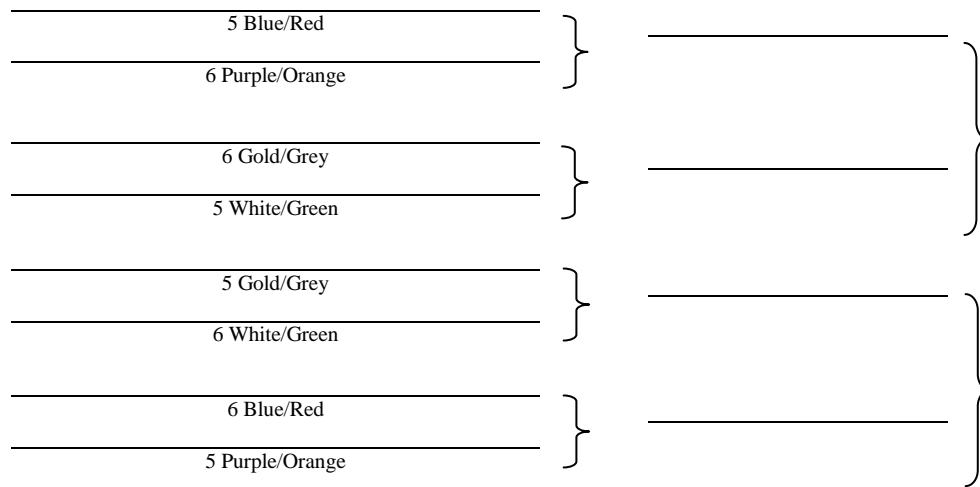 5 Blue/Red
6 Purple/Orange
6 Gold/Grey
5 White/Green
5 Gold/Grey
6 White/Green
6 Blue/Red
5 Purple/Orange